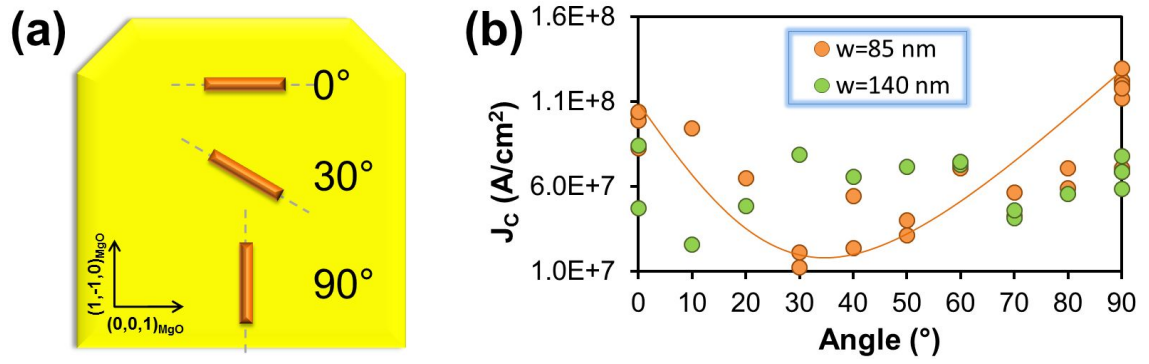 (a)
0°
30°
90°
(1,-1,0)MgO
(0,0,1)MgO
(b)
1.6E+8
1.1E+8
6.0E+7
1.0E+7
JC (A/cm²)
w=85 nm
w=140 nm
0 10 20 30 40 50 60 70 80 90
Angle (°)